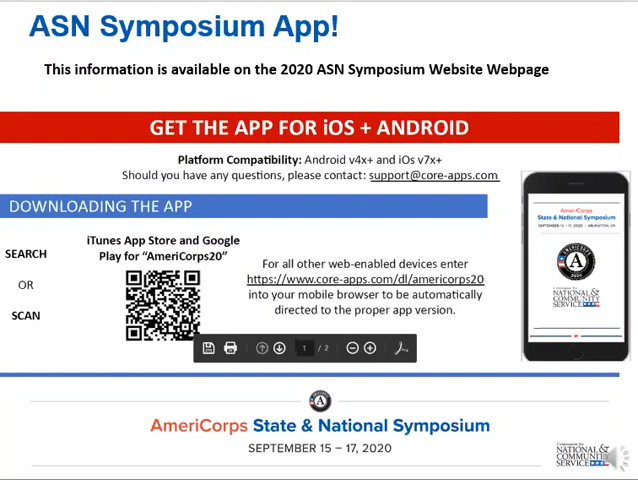 ASN Symposium App!
This information is available on the 2020 ASN Symposium Website Webpage
GET THE APP FOR iOS + ANDROID
Platform Compatibility: Android v4x+ and iOs v7x+
Should you have any questions, please contact: support@core-apps.com
DOWNLOADING THE APP
SEARCH
OR
SCAN
iTunes App Store and Google
Play for “AmeriCorps20”
For all other web-enabled devices enter
https://www.core-apps.com/dl/americorps20
into your mobile browser to be automatically
directed to the proper app version.
1 / 2
AmeriCorps
State & National Symposium
NATIONAL &
COMMUNITY
SERVICE
AmeriCorps State & National Symposium
SEPTEMBER 15 – 17, 2020
Corporation for
NATIONAL &
COMMUNITY
SERVICE